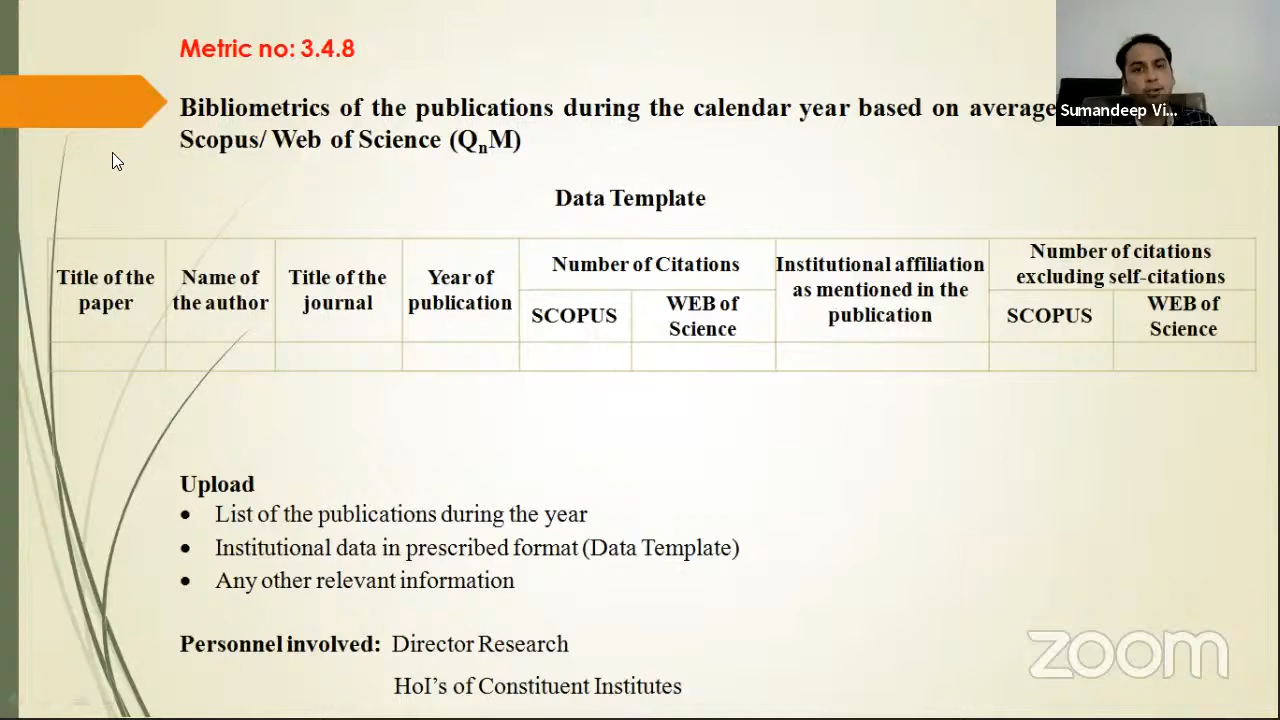 Metric no: 3.4.8
Bibliometrics of the publications during the calendar year based on average
Scopus/ Web of Science (QnM)
Sumandeep Vi...
Data Template
Title of the paper
Name of the author
Title of the journal
Year of publication
Number of Citations
SCOPUS
WEB of Science
Institutional affiliation as mentioned in the publication
Number of citations excluding self-citations
SCOPUS
WEB of Science
Upload
• List of the publications during the year
• Institutional data in prescribed format (Data Template)
• Any other relevant information
Personnel involved: Director Research
HoI's of Constituent Institutes
zoom